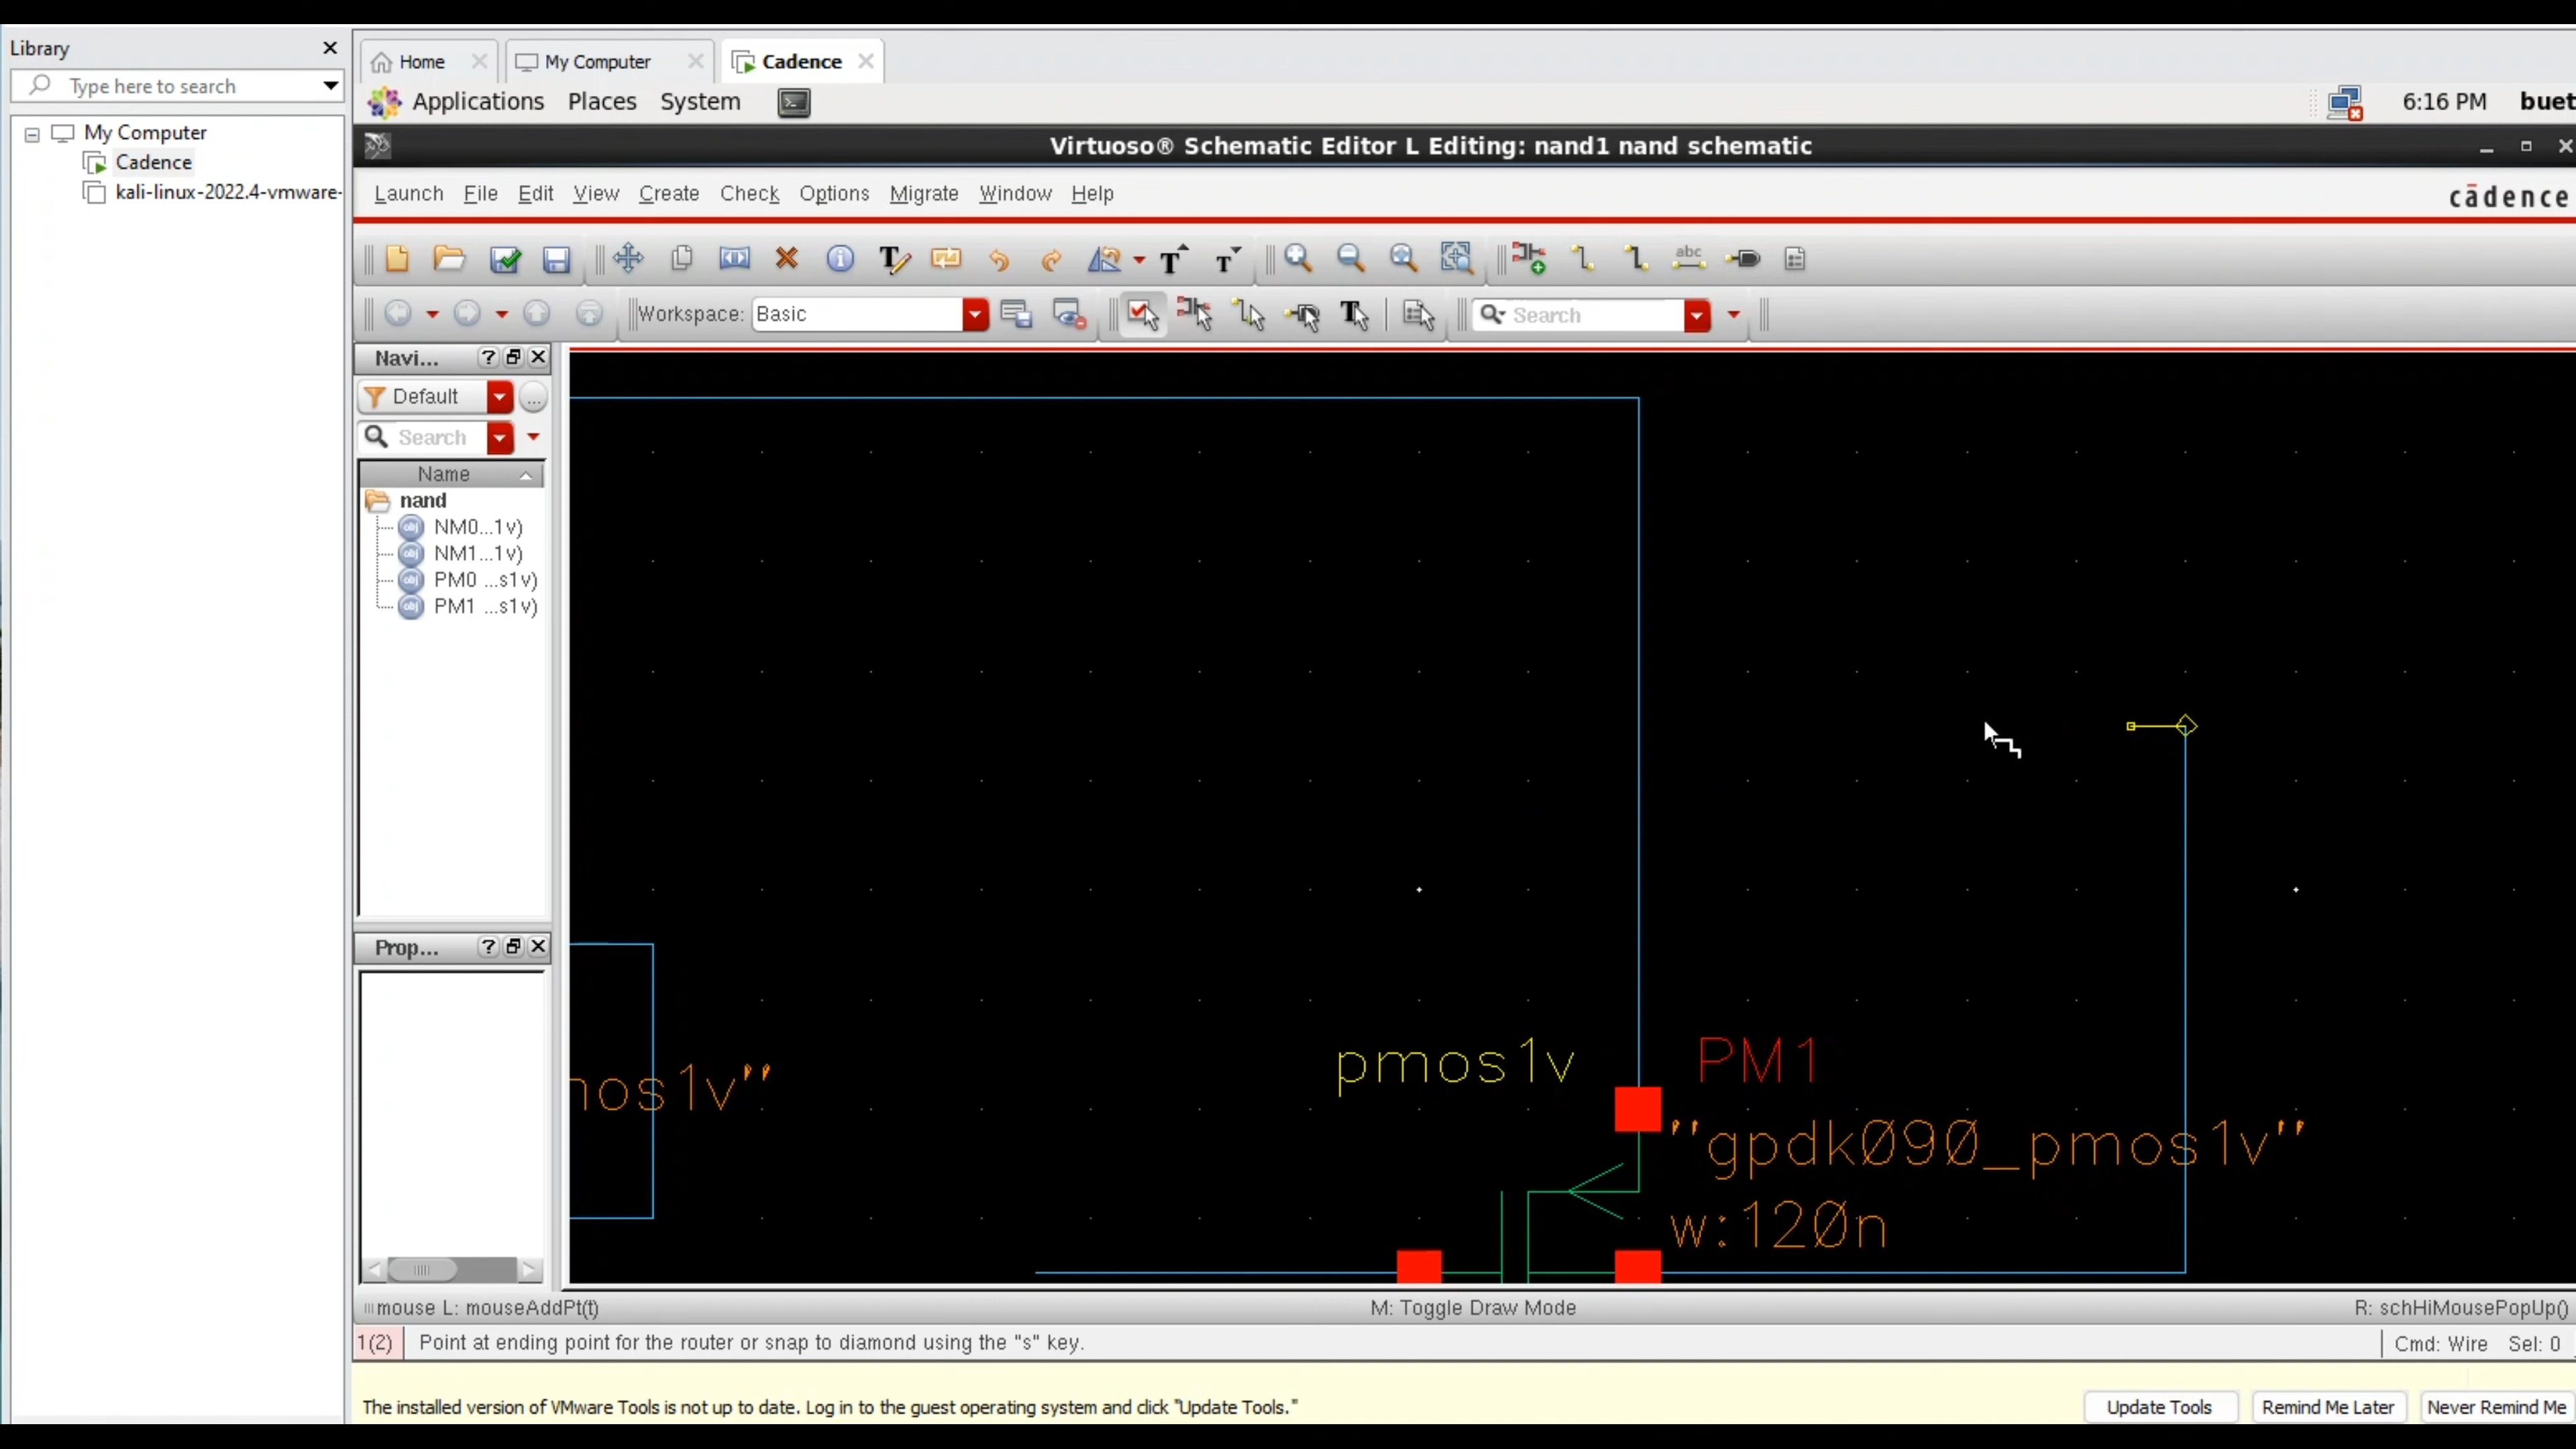 Library
Type here to search
My Computer
Cadence
kali-linux-2022.4-vmware-
Home
My Computer
Cadence
Applications Places System
6:16 PM buet
Virtuoso® Schematic Editor L Editing: nand1 nand schematic
Launch File Edit View Create Check Options Migrate Window Help
cādence
abc
Workspace: Basic
Search
Navi...
Default
Search
Name
nand
NM0...1v)
NM1...1v)
PM0 ...s1v)
PM1 ...s1v)
Prop...
pmos1v
PM1
nos1v"
"gpdk090_pmos1v"
w:120n
mouse L: mouseAddPt(t)
M: Toggle Draw Mode
R: schHiMousePopUp()
1(2)
Point at ending point for the router or snap to diamond using the "s" key.
Cmd: Wire Sel: 0
The installed version of VMware Tools is not up to date. Log in to the guest operating system and click "Update Tools."
Update Tools
Remind Me Later
Never Remind Me